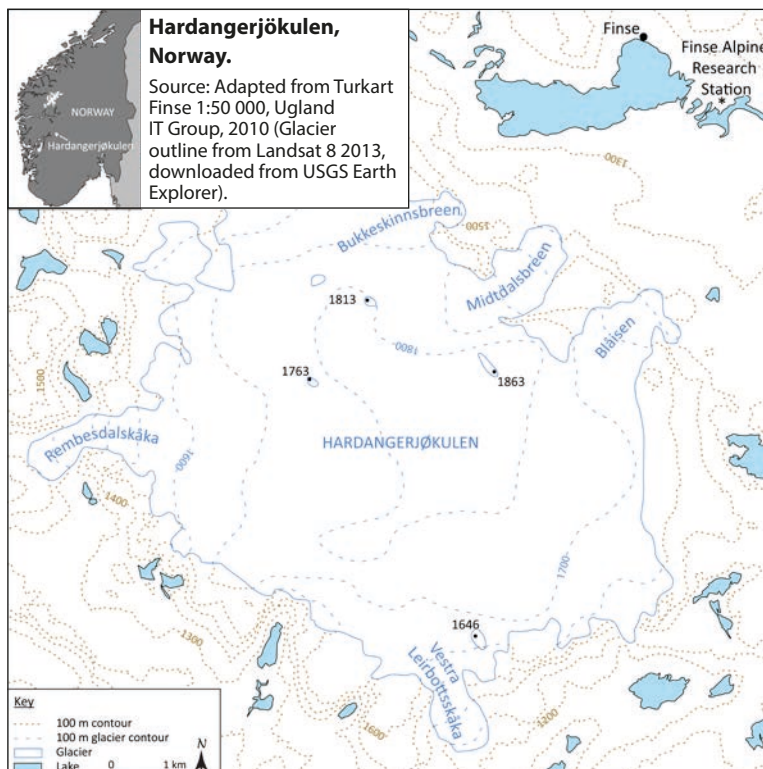 Hardangerjökulen,
Norway.
Source: Adapted from Turkart
Finse 1:50 000, Ugland
IT Group, 2010 (Glacier
outline from Landsat 8 2013,
downloaded from USGS Earth
Explorer).
NORWAY
Hardangerjøkulen
Finse
Finse Alpine
Research
Station
1300
Bukkeskinnsbreen
1500
Midtdalsbreen
1813
1800
Blåisen
1763
1863
1500
HARDANGERJØKULEN
Rembesdalskåka
1600
1400
1700
1300
1646
Vestra
Leirbottsskåka
1600
1200
Key
100 m contour
100 m glacier contour
Glacier
Lake
0 1 km
N